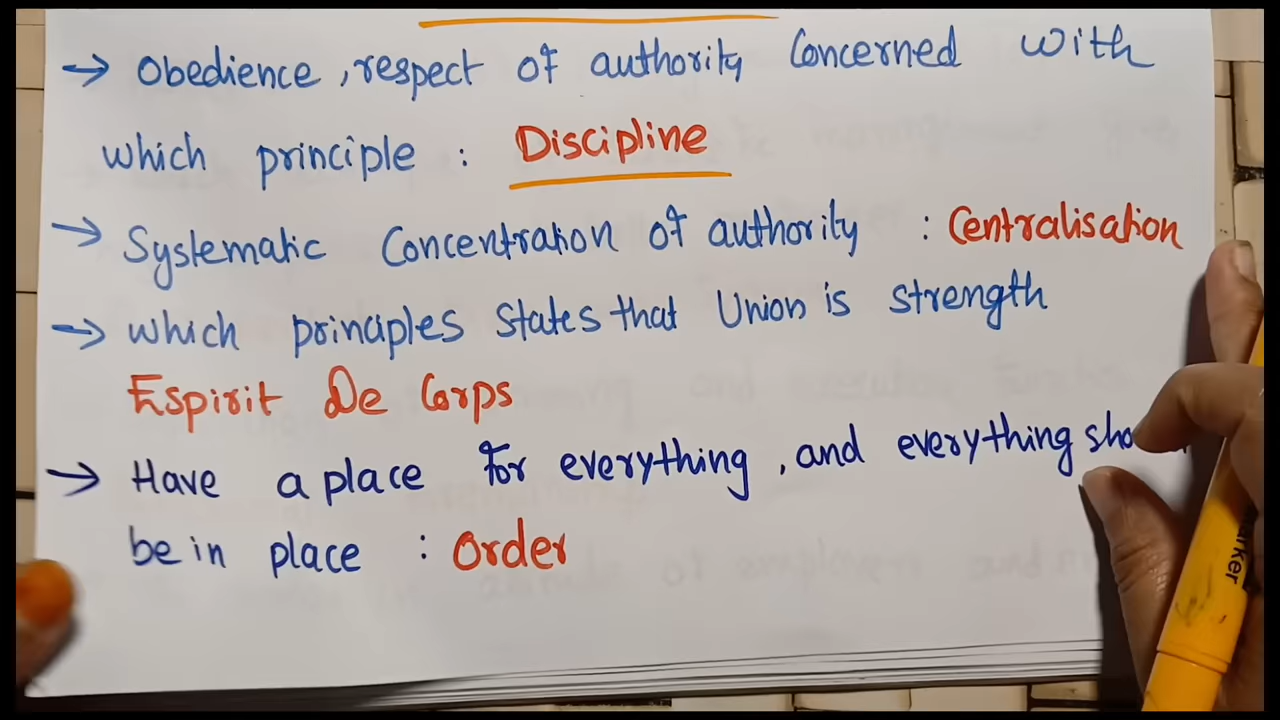 → Obedience, respect of authority Concerned with
which principle : Discipline
→ Systematic Concentration of authority : Centralisation
→ which principles states that Union is strength
Espirit De Corps
→ Have a place for everything, and everything
be in place : Order
arker